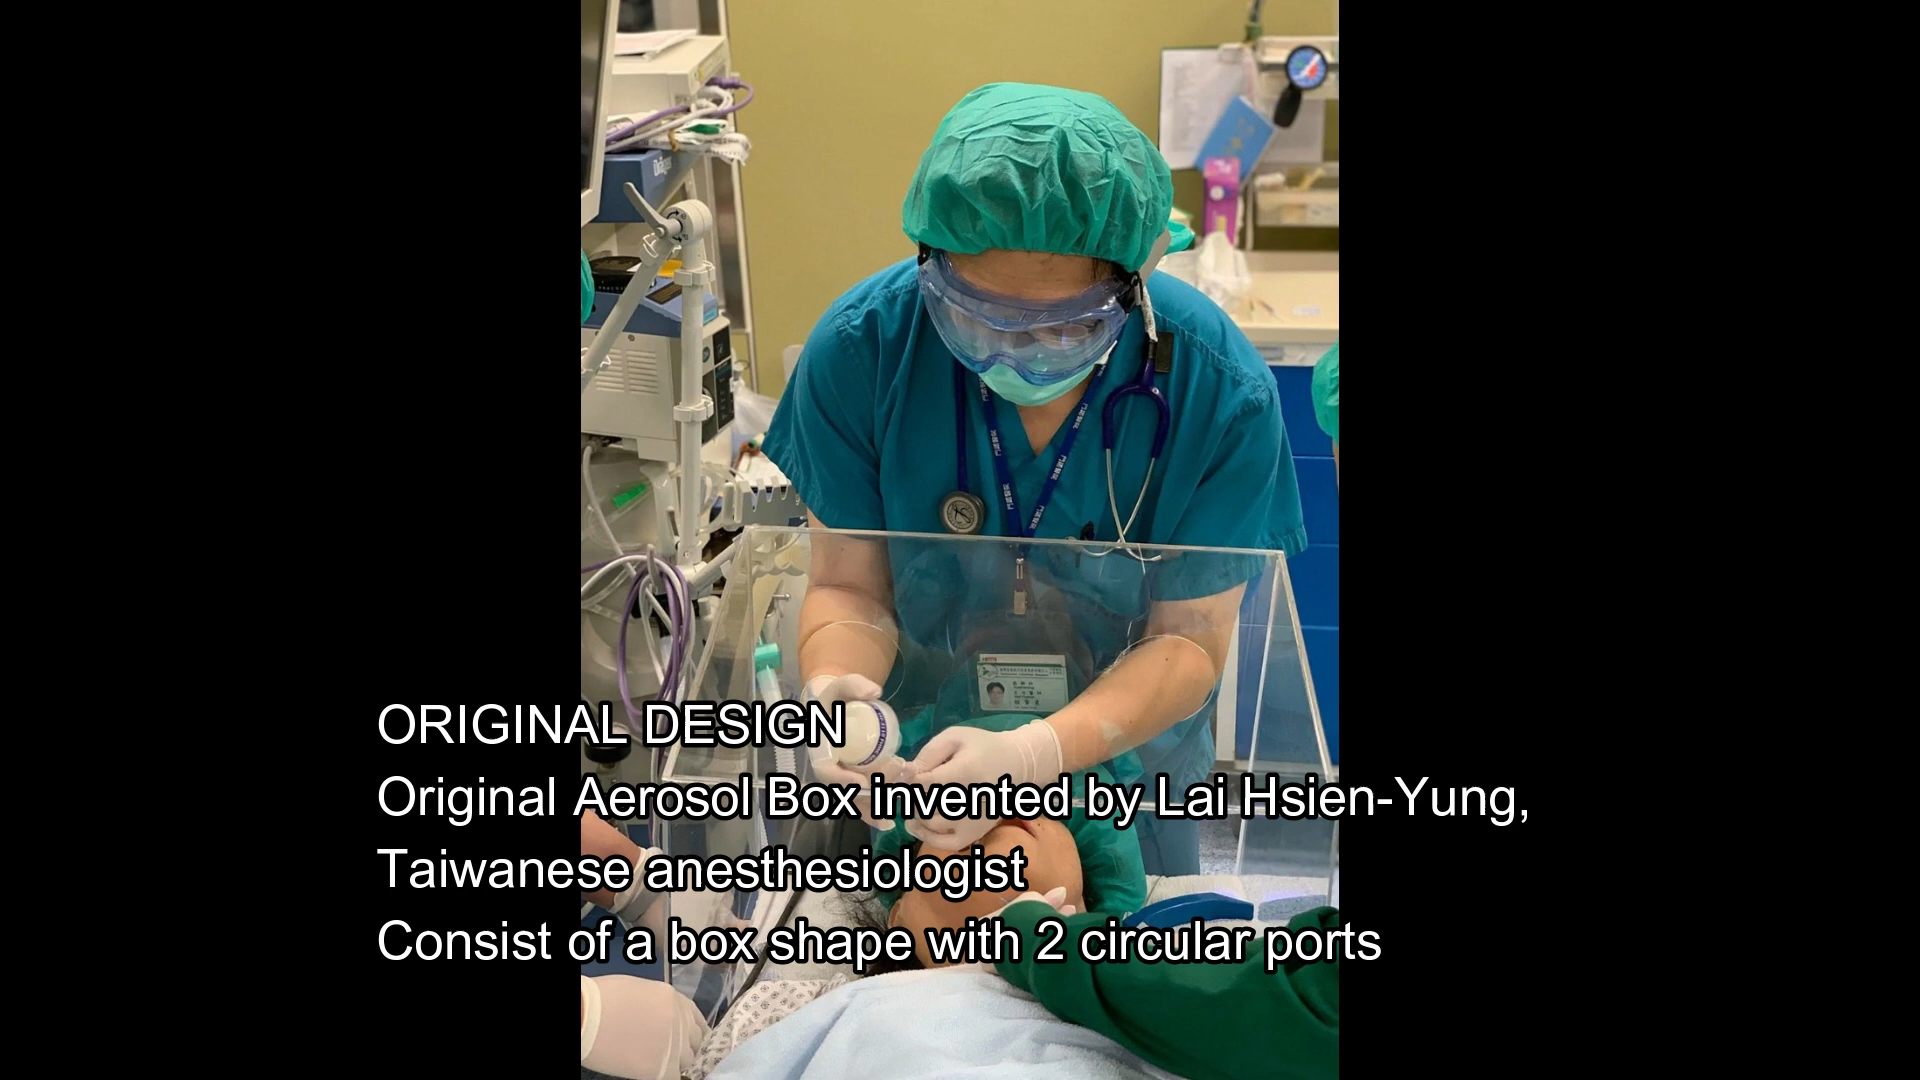 ORIGINAL DESIGN
Original Aerosol Box invented by Lai Hsien-Yung,
Taiwanese anesthesiologist
Consist of a box shape with 2 circular ports